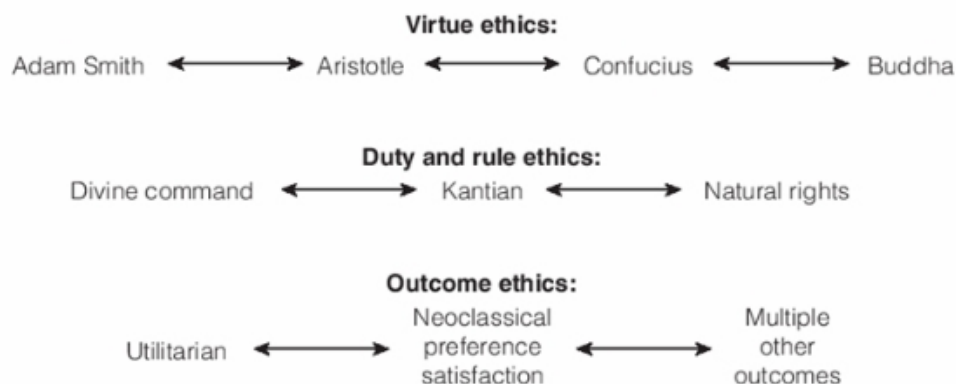 Virtue ethics:
Adam Smith Aristotle Confucius Buddha
Duty and rule ethics:
Divine command Kantian Natural rights
Outcome ethics:
Utilitarian
Neoclassical
preference
satisfaction
Multiple
other
outcomes